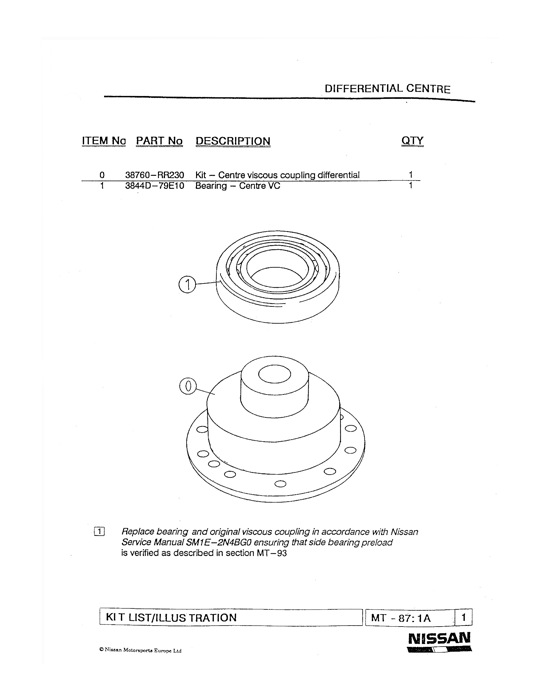 DIFFERENTIAL CENTRE
ITEM No PART No DESCRIPTION QTY
0 38760-RR230 Kit - Centre viscous coupling differential 1
1 3844D-79E10 Bearing - Centre VC 1
1
0
1 Replace bearing and original viscous coupling in accordance with Nissan
Service Manual SM1E-2N4BG0 ensuring that side bearing preload
is verified as described in section MT-93
KIT LIST/ILLUSTRATION MT - 87:1A 1
NISSAN
© Nissan Motorsports Europe Ltd